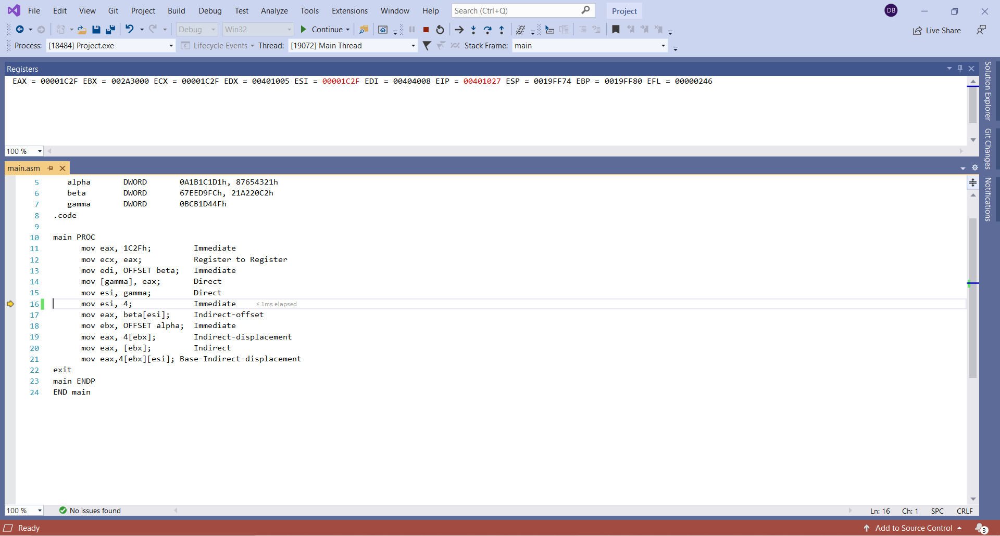 File Edit View Git Project Build Debug Test Analyze Tools Extensions Window Help Search (Ctrl+Q) Project DB
Debug Win32 Continue Live Share
Process: [18484] Project.exe Lifecycle Events Thread: [19072] Main Thread Stack Frame: main
Registers
EAX = 00001C2F EBX = 002A3000 ECX = 00001C2F EDX = 00401005 ESI = 00001C2F EDI = 00404008 EIP = 00401027 ESP = 0019FF74 EBP = 0019FF80 EFL = 00000246
100 %
main.asm
5 alpha DWORD 0A1B1C1D1h, 87654321h
6 beta DWORD 67EED9FCh, 21A220C2h
7 gamma DWORD 0BCB1D44Fh
8 .code
9
10 main PROC
11 mov eax, 1C2Fh; Immediate
12 mov ecx, eax; Register to Register
13 mov edi, OFFSET beta; Immediate
14 mov [gamma], eax; Direct
15 mov esi, gamma; Direct
16 mov esi, 4; Immediate ≤ 1ms elapsed
17 mov eax, beta[esi]; Indirect-offset
18 mov ebx, OFFSET alpha; Immediate
19 mov eax, 4[ebx]; Indirect-displacement
20 mov eax, [ebx]; Indirect
21 mov eax,4[ebx][esi]; Base-Indirect-displacement
22 exit
23 main ENDP
24 END main
100 % No issues found Ln: 16 Ch: 1 SPC CRLF
Ready Add to Source Control 3
Solution Explorer
Git Changes
Notifications